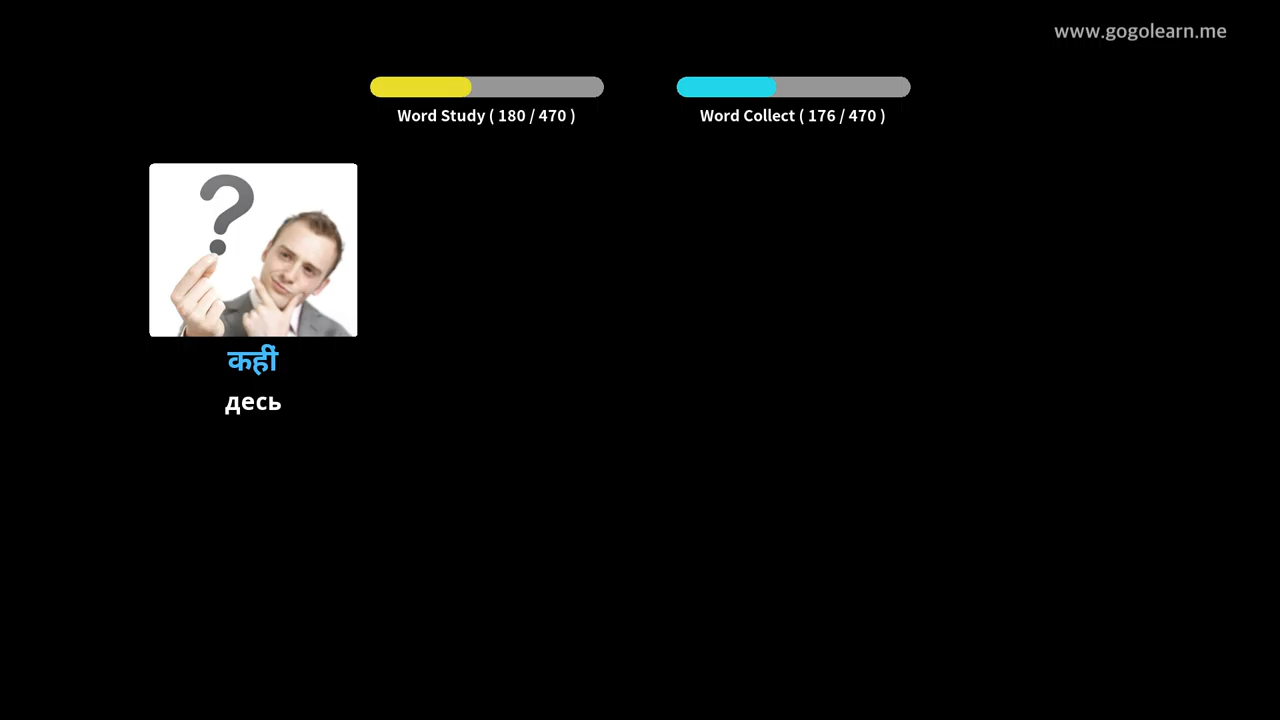 www.gogolearn.me
Word Study ( 180 / 470 )
Word Collect ( 176 / 470 )
?
कहीं
десь